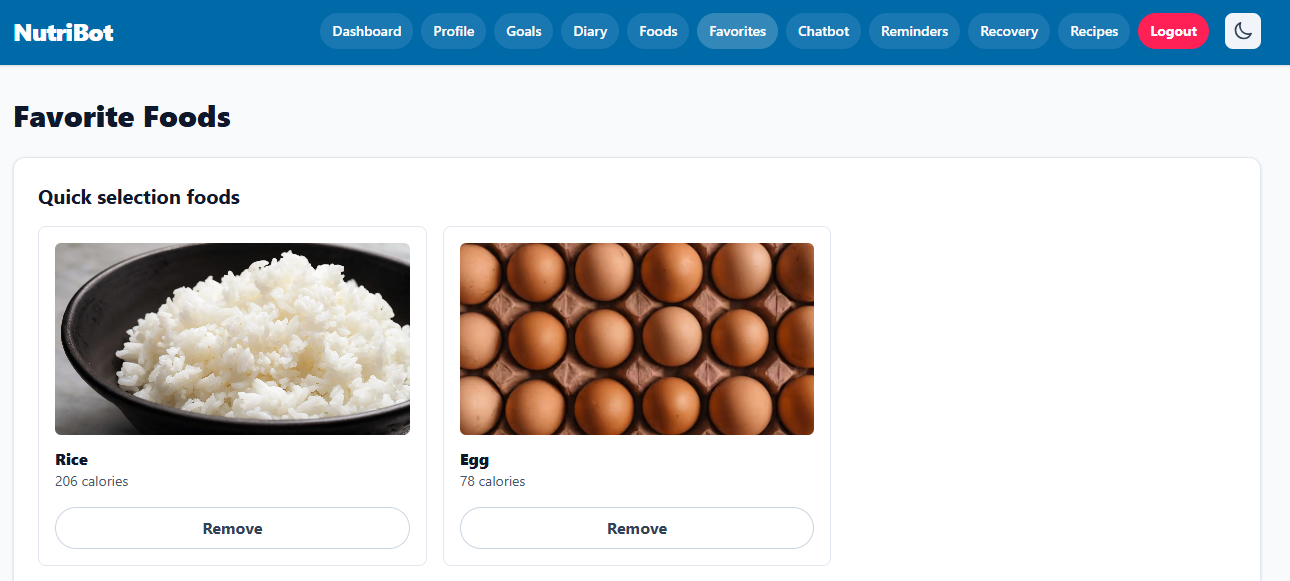 NutriBot
Dashboard Profile Goals Diary Foods Favorites Chatbot Reminders Recovery Recipes Logout
Favorite Foods
Quick selection foods
Rice
206 calories
Remove
Egg
78 calories
Remove